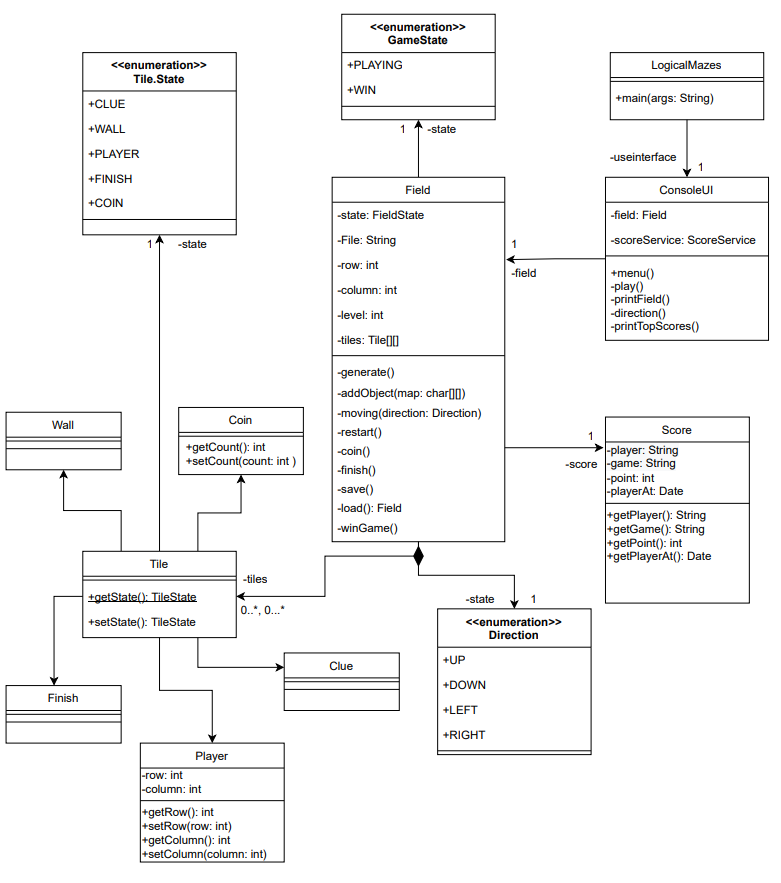 <<enumeration>>
Tile.State
+CLUE
+WALL
+PLAYER
+FINISH
+COIN
1
-state
<<enumeration>>
GameState
+PLAYING
+WIN
1
-state
LogicalMazes
+main(args: String)
-useinterface
1
Field
-state: FieldState
-File: String
-row: int
-column: int
-level: int
-tiles: Tile[][]
-generate()
-addObject(map: char[][])
-moving(direction: Direction)
-restart()
-coin()
-finish()
-save()
-load(): Field
-winGame()
ConsoleUI
-field: Field
-scoreService: ScoreService
+menu()
-play()
-printField()
-direction()
-printTopScores()
1
-field
Wall
Coin
+getCount(): int
+setCount(count: int )
1
-score
Score
-player: String
-game: String
-point: int
-playerAt: Date
+getPlayer(): String
+getGame(): String
+getPoint(): int
+getPlayerAt(): Date
Tile
+getState(): TileState
+setState(): TileState
-tiles
0..*, 0...*
-state
1
<<enumeration>>
Direction
+UP
+DOWN
+LEFT
+RIGHT
Clue
Finish
Player
-row: int
-column: int
+getRow(): int
+setRow(row: int)
+getColumn(): int
+setColumn(column: int)